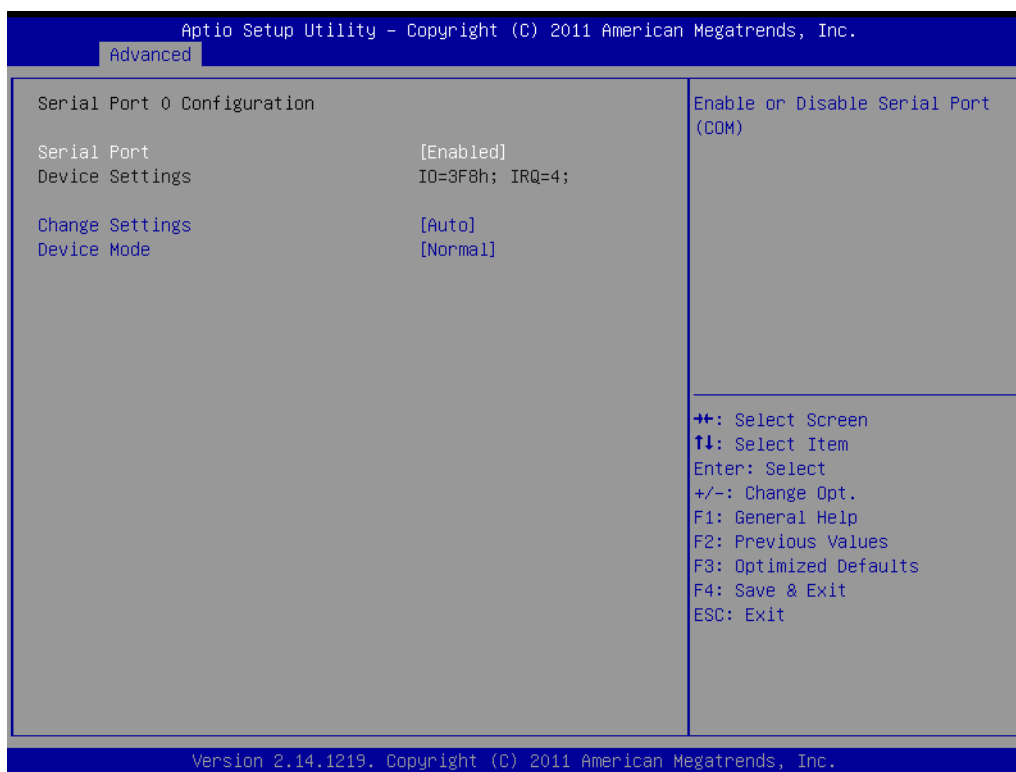 Aptio Setup Utility – Copyright (C) 2011 American Megatrends, Inc.
Advanced
Serial Port 0 Configuration
Serial Port [Enabled]
Device Settings IO=3F8h; IRQ=4;
Change Settings [Auto]
Device Mode [Normal]
Enable or Disable Serial Port
(COM)
→←: Select Screen
↑↓: Select Item
Enter: Select
+/-: Change Opt.
F1: General Help
F2: Previous Values
F3: Optimized Defaults
F4: Save & Exit
ESC: Exit
Version 2.14.1219. Copyright (C) 2011 American Megatrends, Inc.